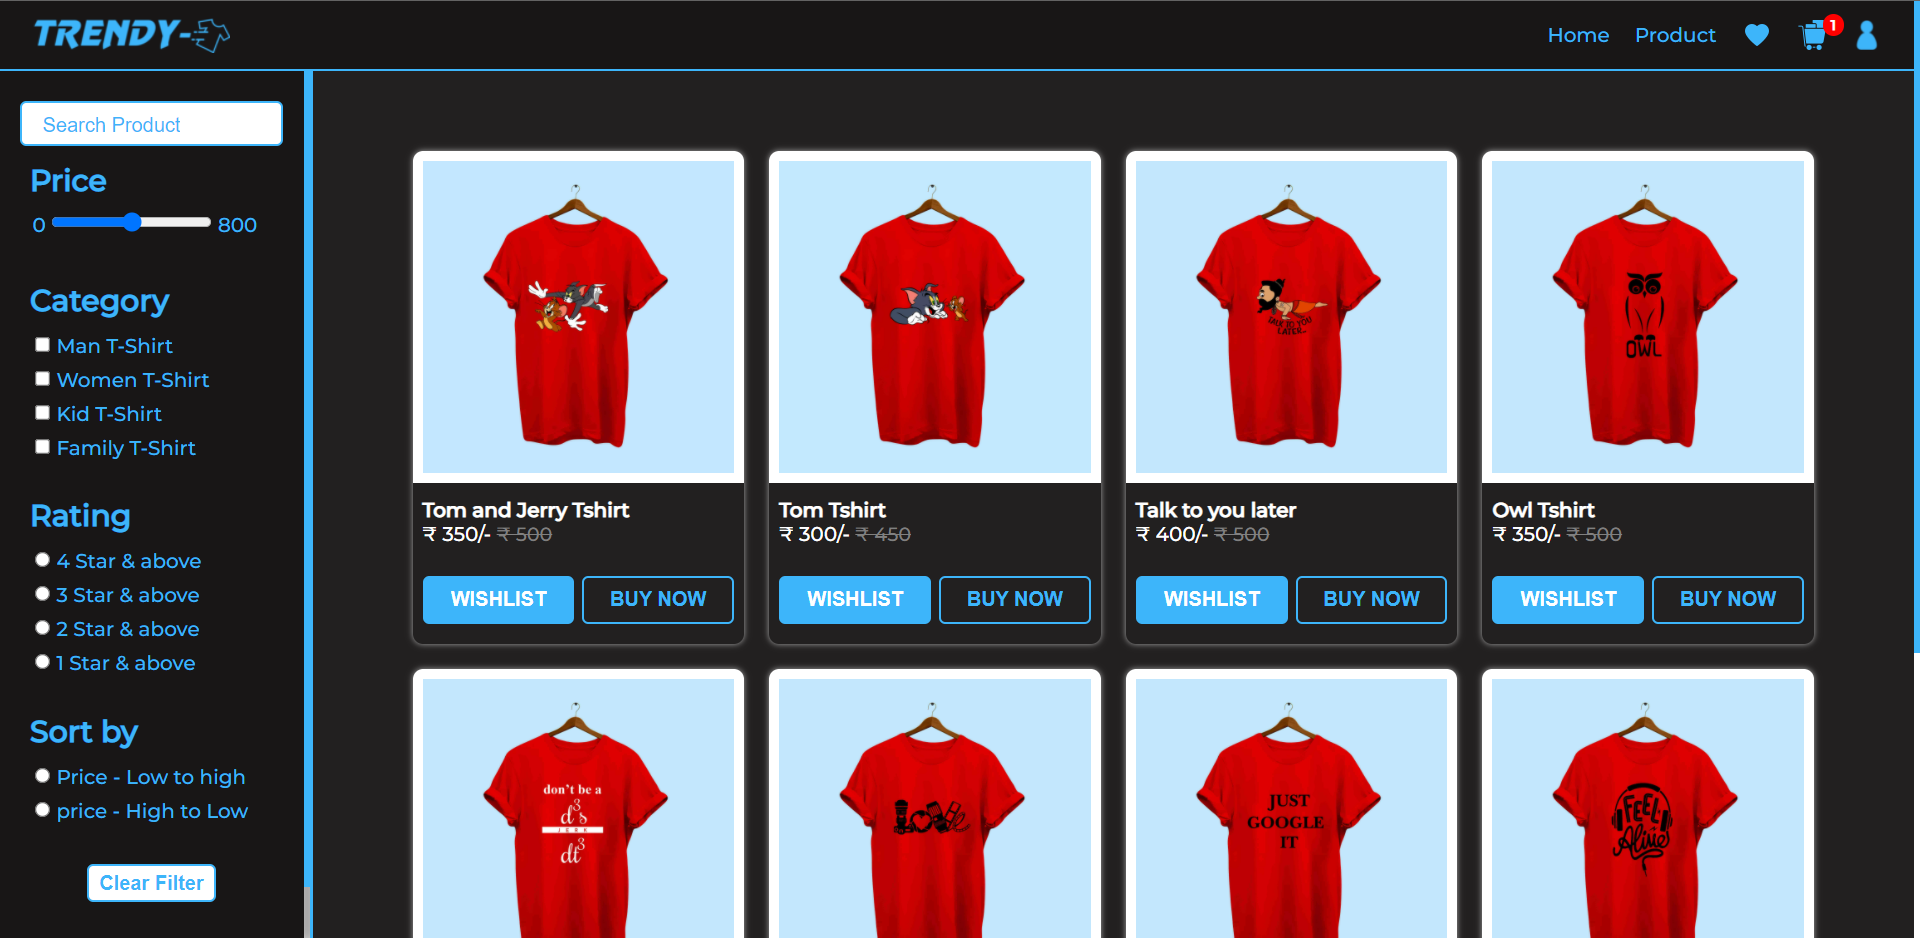 TRENDY-
Home
Product
1
Search Product
Price
0
800
Category
Man T-Shirt
Women T-Shirt
Kid T-Shirt
Family T-Shirt
Rating
4 Star & above
3 Star & above
2 Star & above
1 Star & above
Sort by
Price - Low to high
price - High to Low
Clear Filter
Tom and Jerry Tshirt
₹ 350/- ₹ 500
WISHLIST
BUY NOW
Tom Tshirt
₹ 300/- ₹ 450
WISHLIST
BUY NOW
TALK TO YOU
LATER...
Talk to you later
₹ 400/- ₹ 500
WISHLIST
BUY NOW
OWL
Owl Tshirt
₹ 350/- ₹ 500
WISHLIST
BUY NOW
don't be a
d³s
dt³
LOVE
JUST
GOOGLE
IT
FEEL
Alive